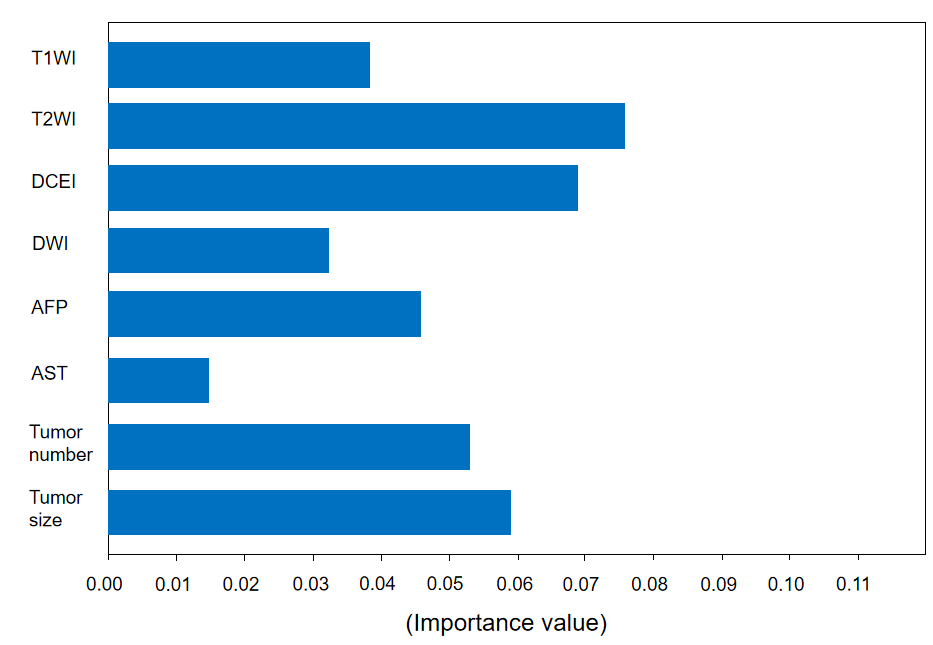 T1WI
T2WI
DCEI
DWI
AFP
AST
Tumor
number
Tumor
size
0.00 0.01 0.02 0.03 0.04 0.05 0.06 0.07 0.08 0.09 0.10 0.11
(Importance value)